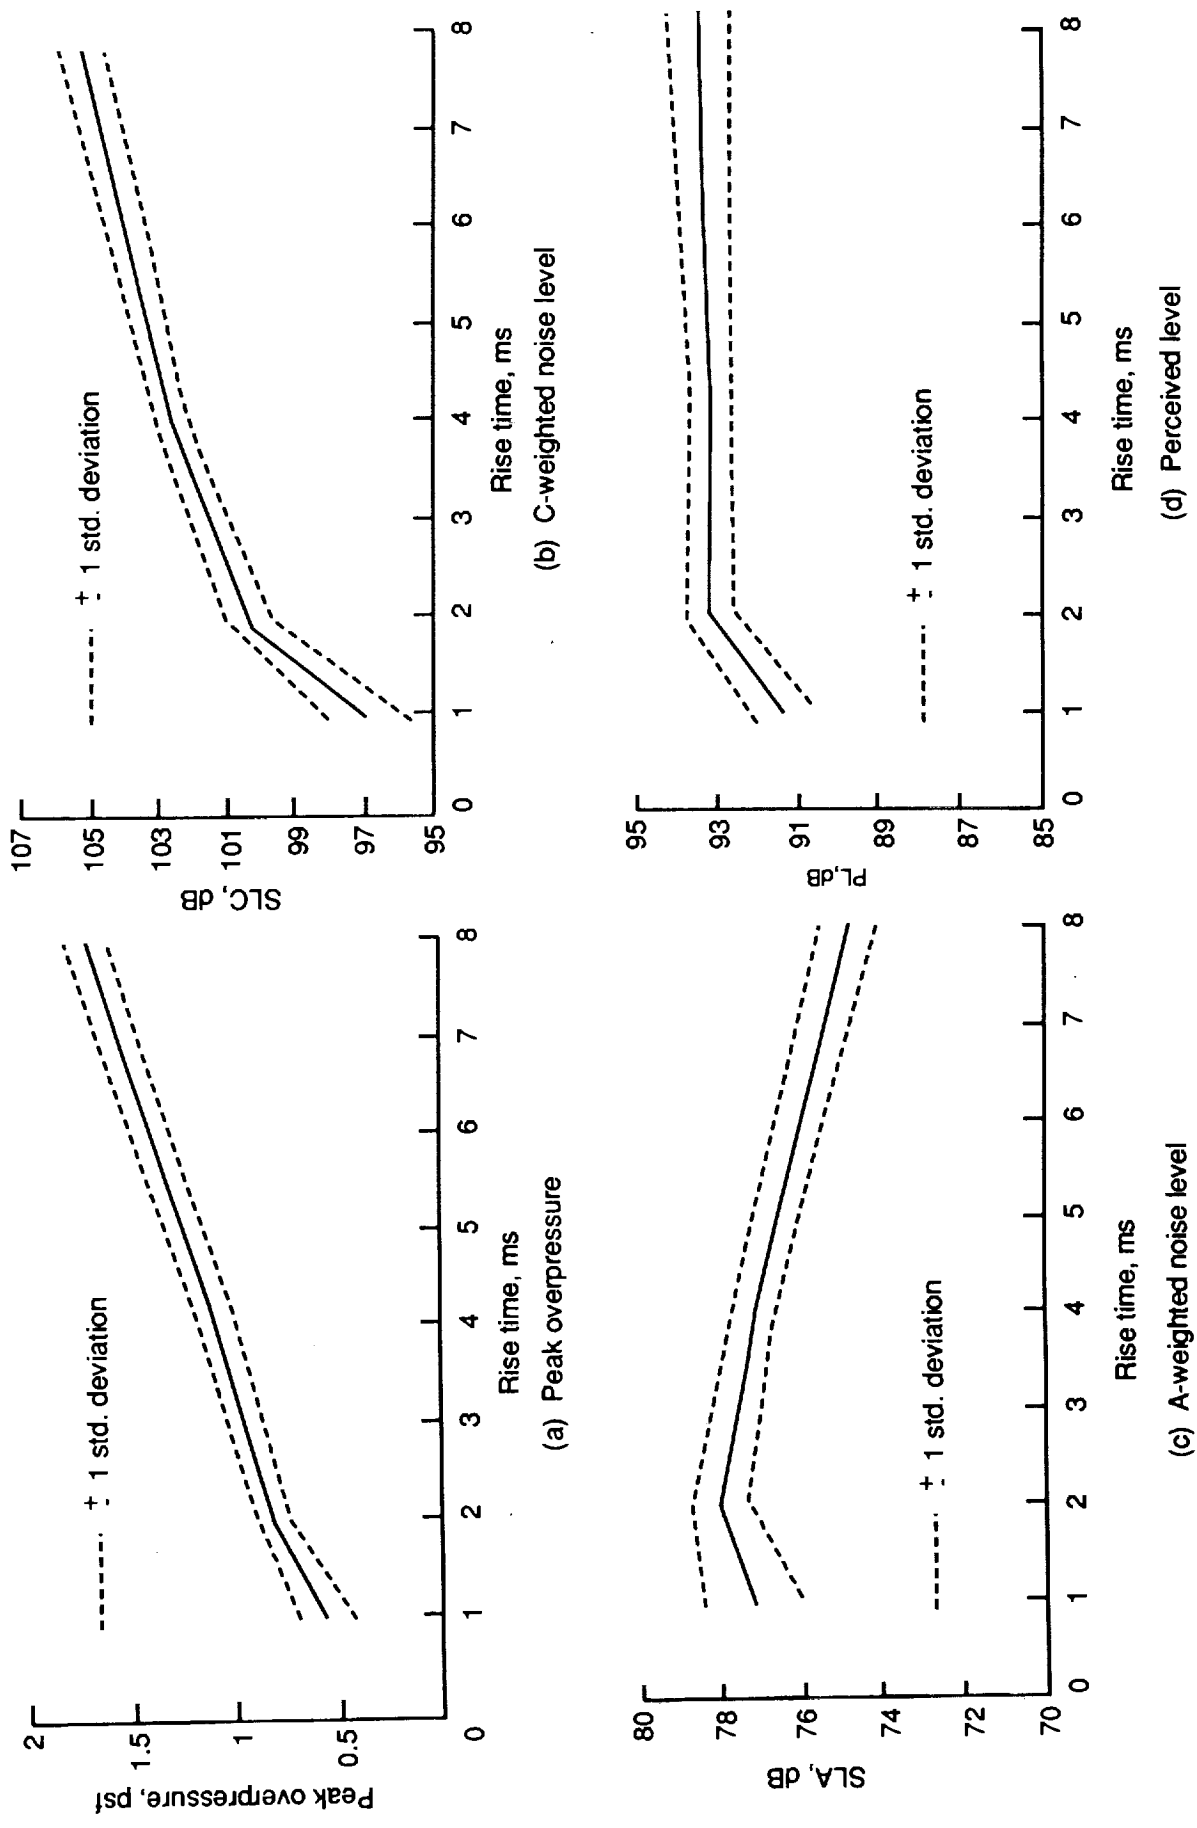 2
1.5
1
0.5
Peak overpressure, psf
0 1 2 3 4 5 6 7 8
± 1 std. deviation
Rise time, ms
(a) Peak overpressure
107
105
103
101
99
97
95
SLC, dB
0 1 2 3 4 5 6 7 8
± 1 std. deviation
Rise time, ms
(b) C-weighted noise level
80
78
76
74
72
70
SLA, dB
0 1 2 3 4 5 6 7 8
± 1 std. deviation
Rise time, ms
(c) A-weighted noise level
95
93
91
89
87
85
PL,dB
0 1 2 3 4 5 6 7 8
± 1 std. deviation
Rise time, ms
(d) Perceived level